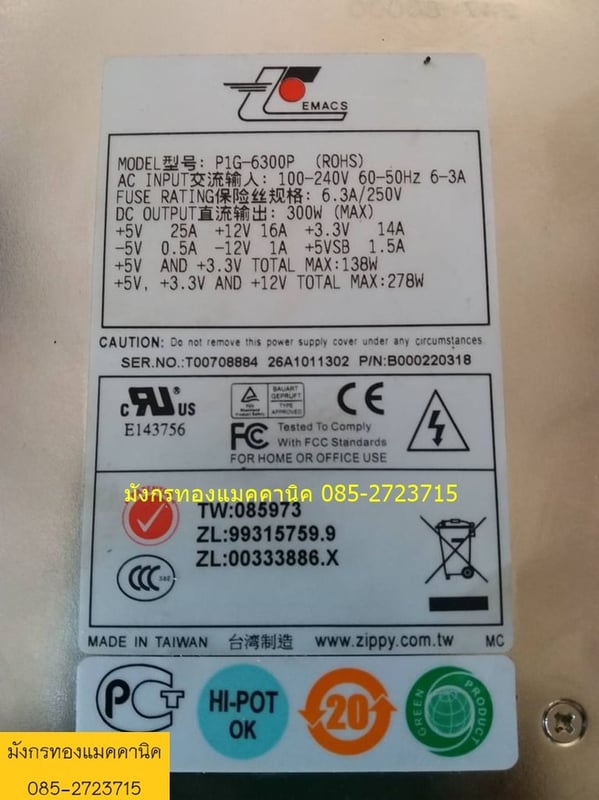 EMACS
MODEL型号: P1G-6300P (ROHS)
AC INPUT交流输入: 100-240V 60-50Hz 6-3A
FUSE RATING保险丝规格: 6.3A/250V
DC OUTPUT直流输出: 300W (MAX)
+5V 25A +12V 16A +3.3V 14A
-5V 0.5A -12V 1A +5VSB 1.5A
+5V AND +3.3V TOTAL MAX:138W
+5V, +3.3V AND +12V TOTAL MAX:278W
CAUTION: Do not remove this power supply cover under any circumstances
SER.NO.:T00708884 26A1011302 P/N:B000220318
C UR US
E143756
BAUART GEPRUFT
TYPE APPROVED
CE
FC Tested To Comply
With FCC Standards
FOR HOME OR OFFICE USE
มังกรทองแมคคานิค 085-2723715
TW:085973
ZL:99315759.9
ZL:00333886.X
CCC S&E
MADE IN TAIWAN 台湾制造 www.zippy.com.tw MC
PCT
HI-POT
OK
20
GREEN PRODUCT
มังกรทองแมคคานิค
085-2723715